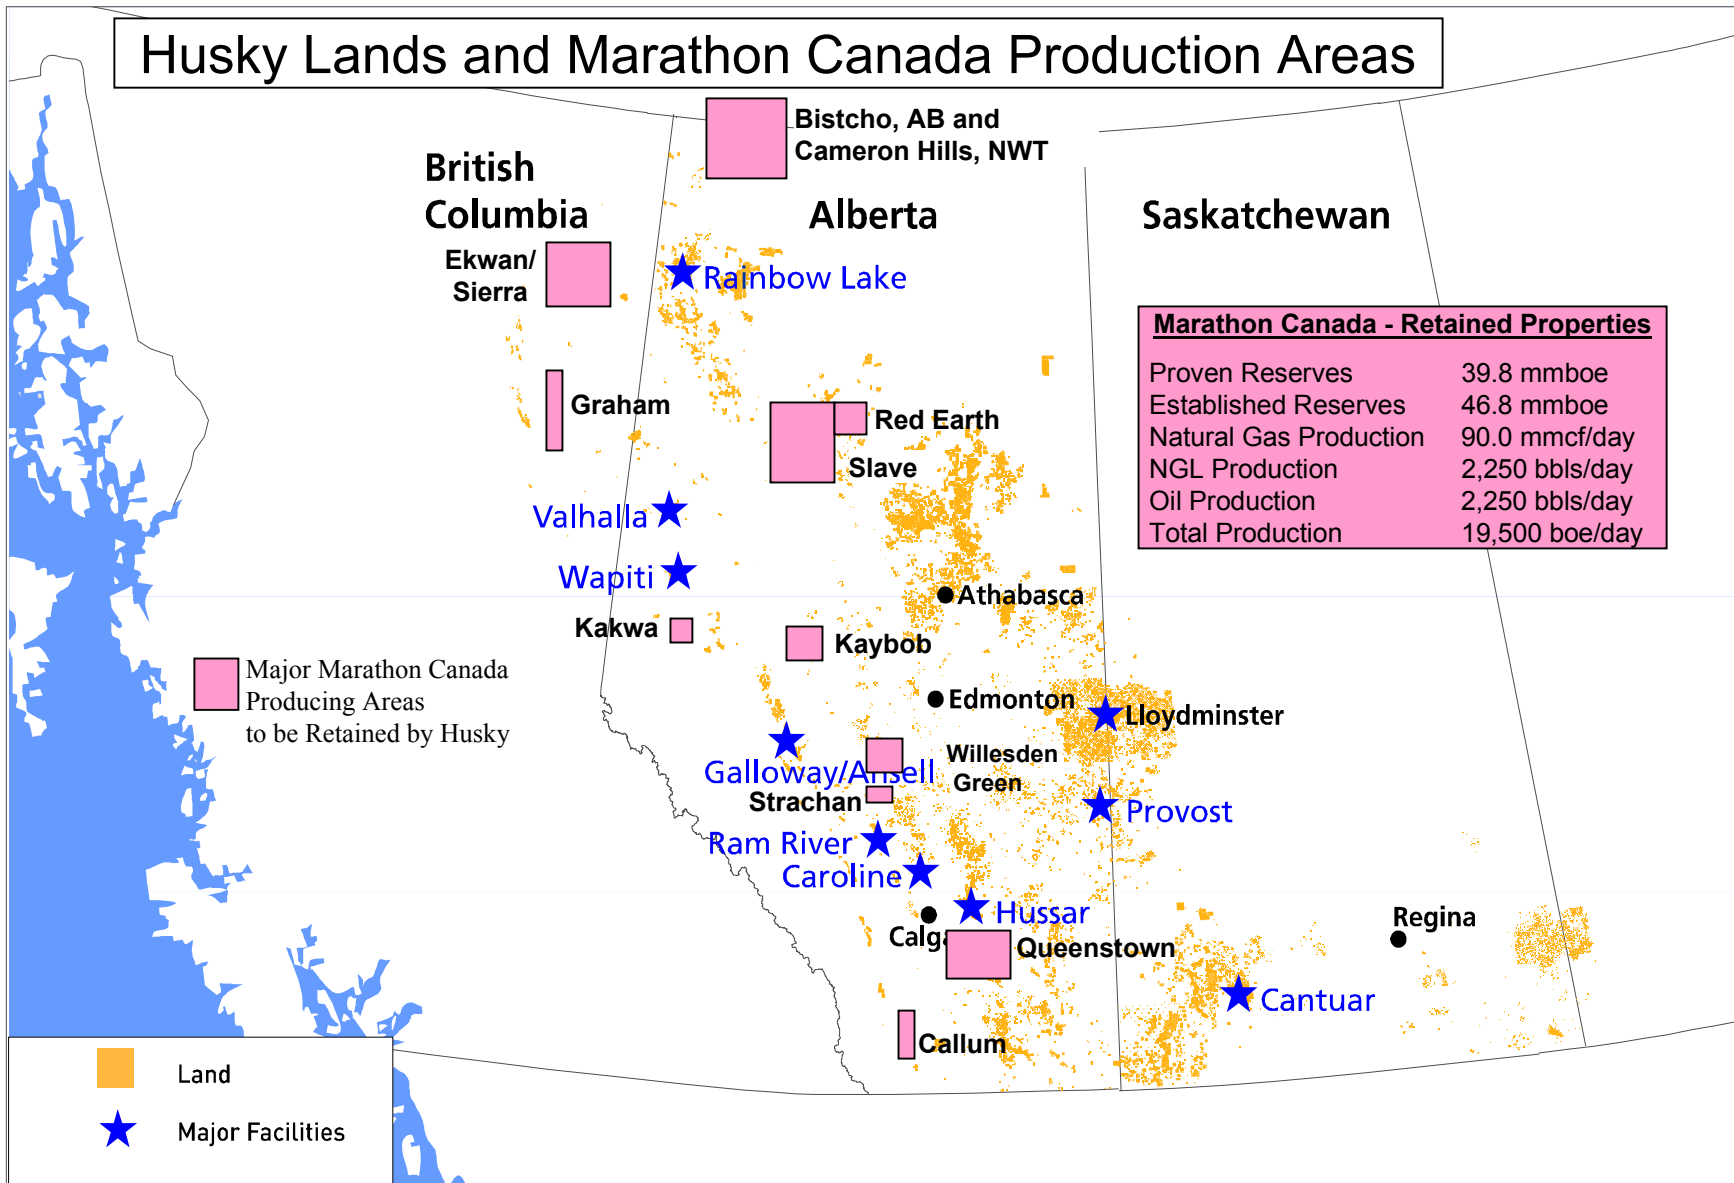 Husky Lands and Marathon Canada Production Areas
Bistcho, AB and
Cameron Hills, NWT
British
Columbia
Alberta
Saskatchewan
Ekwan/
Sierra
Rainbow Lake
Marathon Canada - Retained Properties
Proven Reserves 39.8 mmboe
Established Reserves 46.8 mmboe
Natural Gas Production 90.0 mmcf/day
NGL Production 2,250 bbls/day
Oil Production 2,250 bbls/day
Total Production 19,500 boe/day
Graham
Red Earth
Slave
Valhalla
Wapiti
Athabasca
Kakwa
Kaybob
Major Marathon Canada
Producing Areas
to be Retained by Husky
Edmonton
Lloydminster
Willesden
Green
Galloway/Ansell
Strachan
Provost
Ram River
Caroline
Hussar
Regina
Calga
Queenstown
Cantuar
Callum
Land
Major Facilities